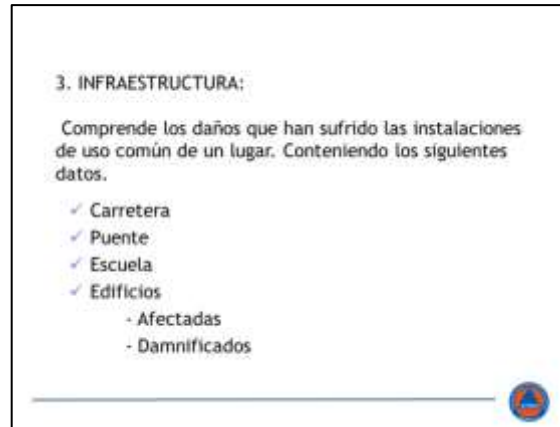 3. INFRAESTRUCTURA:
Comprende los daños que han sufrido las instalaciones
de uso común de un lugar. Conteniendo los siguientes
datos.
✓ Carretera
✓ Puente
✓ Escuela
✓ Edificios
- Afectadas
- Damnificados